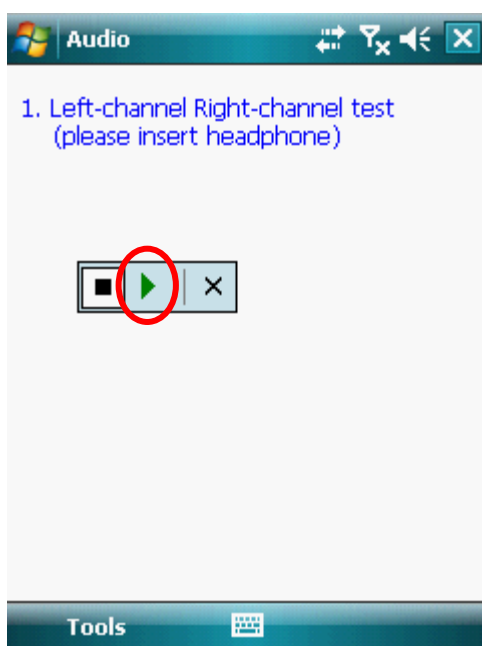 Audio
1. Left-channel Right-channel test
(please insert headphone)
Tools